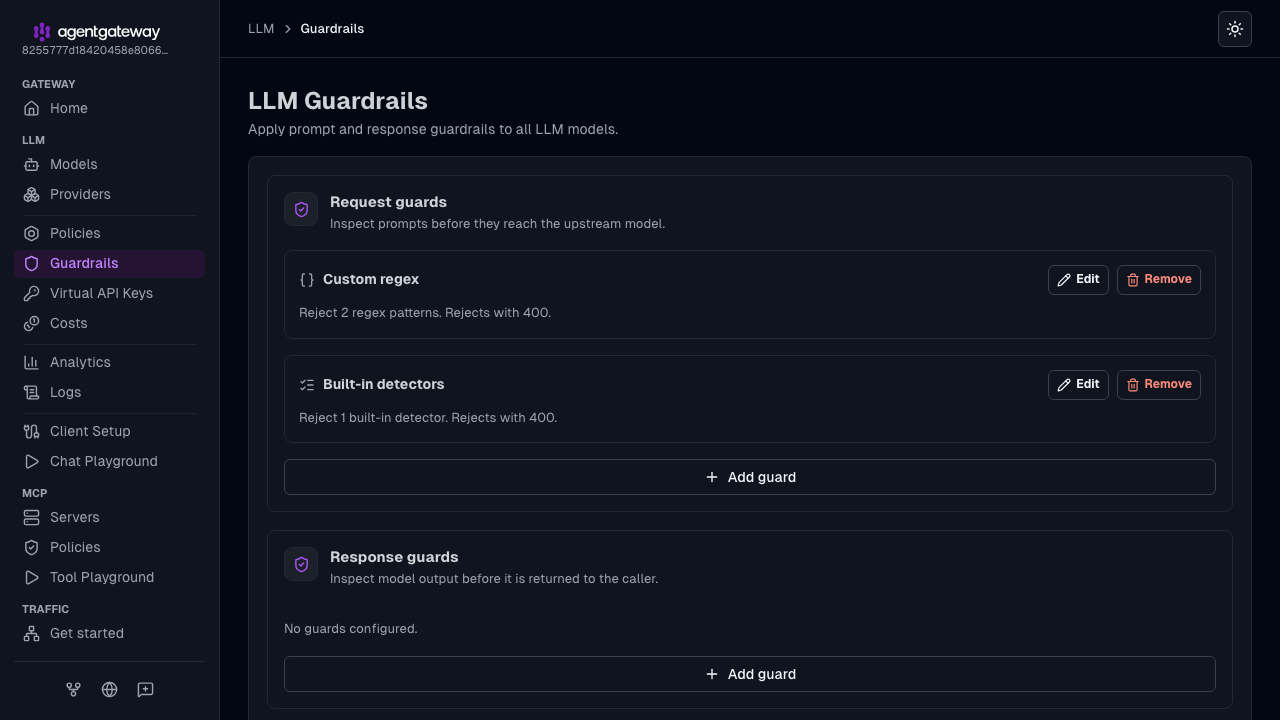 agentgateway
8255777d18420458e8066…
GATEWAY
Home
LLM
Models
Providers
Policies
Guardrails
Virtual API Keys
Costs
Analytics
Logs
Client Setup
Chat Playground
MCP
Servers
Policies
Tool Playground
TRAFFIC
Get started
LLM > Guardrails
LLM Guardrails
Apply prompt and response guardrails to all LLM models.
Request guards
Inspect prompts before they reach the upstream model.
Custom regex
Edit
Remove
Reject 2 regex patterns. Rejects with 400.
Built-in detectors
Edit
Remove
Reject 1 built-in detector. Rejects with 400.
Add guard
Response guards
Inspect model output before it is returned to the caller.
No guards configured.
Add guard